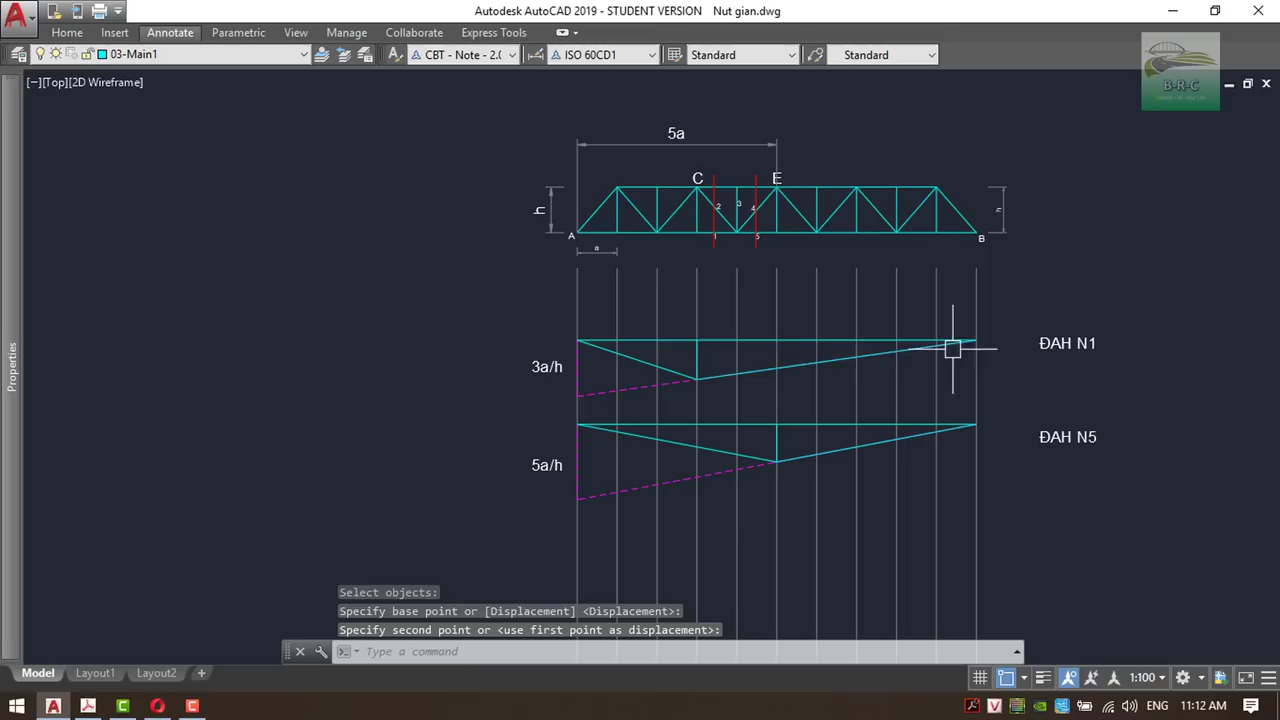 Autodesk AutoCAD 2019 - STUDENT VERSION Nut gian.dwg
Home Insert Annotate Parametric View Manage Collaborate Express Tools
03-Main1 CBT - Note - 2.0 ISO 60CD1 Standard Standard
[−][Top][2D Wireframe]
B-R-C
5a
C E
h 2 3 4 h
A 1 5 B
a
3a/h ĐAH N1
5a/h ĐAH N5
Properties
Select objects:
Specify base point or [Displacement] <Displacement>:
Specify second point or <use first point as displacement>:
Type a command
Model Layout1 Layout2 + 1:100
ENG 11:12 AM